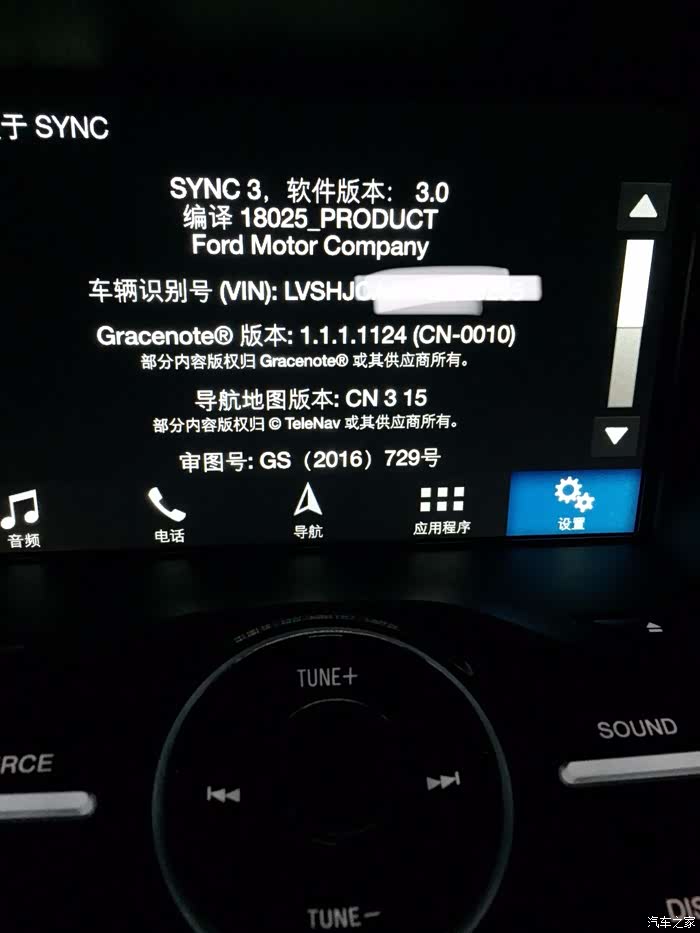 于 SYNC
SYNC 3，软件版本： 3.0
编译 18025_PRODUCT
Ford Motor Company
车辆识别号 (VIN): LVSHJ
Gracenote® 版本: 1.1.1.1124 (CN-0010)
部分内容版权归 Gracenote® 或其供应商所有。
导航地图版本: CN 3 15
部分内容版权归 © TeleNav 或其供应商所有。
审图号: GS（2016）729号
音频
电话
导航
应用程序
设置
TUNE+
SOUND
RCE
TUNE−
DIS
汽车之家